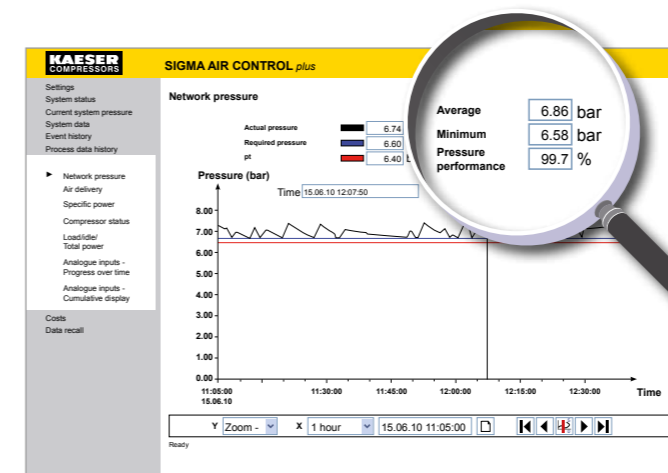 KAESER
COMPRESSORS
SIGMA AIR CONTROL plus
Settings
System status
Current system pressure
System data
Event history
Process data history
Network pressure
Air delivery
Specific power
Compressor status
Load/idle/
Total power
Analogue inputs -
Progress over time
Analogue inputs -
Cumulative display
Costs
Data recall
Network pressure
Actual pressure 6.74
Required pressure 6.60
pt 6.40 b
Average 6.86 bar
Minimum 6.58 bar
Pressure
performance 99.7 %
Pressure (bar)
Time 15.06.10 12:07:50
8.00
7.00
6.00
5.00
4.00
3.00
2.00
1.00
0.00
11:05:00 11:30:00 11:45:00 12:00:00 12:15:00 12:30:00 Time
15.06.10
Y Zoom - X 1 hour 15.06.10 11:05:00
Ready